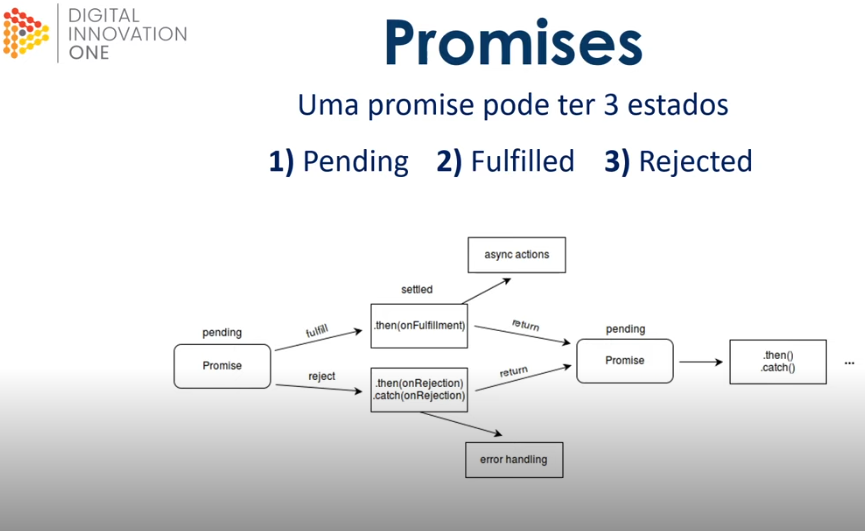 DIGITAL
INNOVATION
ONE
Promises
Uma promise pode ter 3 estados
1) Pending 2) Fulfilled 3) Rejected
async actions
settled
pending
fulfill
.then(onFulfillment)
return
pending
Promise
Promise
.then()
.catch()
...
reject
.then(onRejection)
.catch(onRejection)
return
error handling